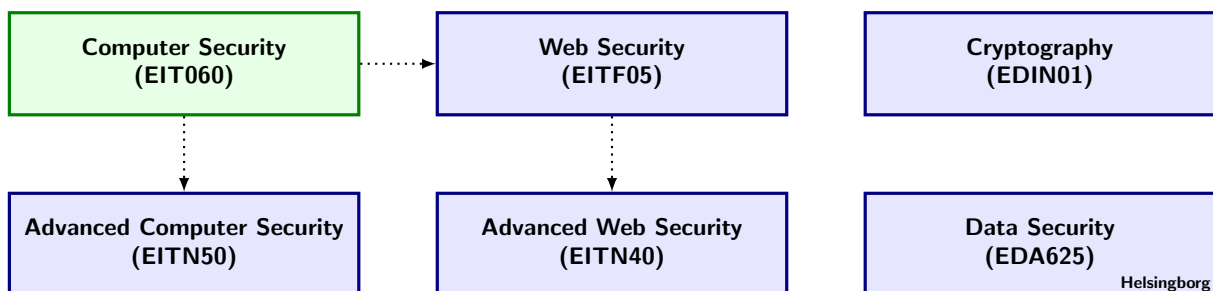 Computer Security
(EIT060)
Web Security
(EITF05)
Cryptography
(EDIN01)
Advanced Computer Security
(EITN50)
Advanced Web Security
(EITN40)
Data Security
(EDA625)
Helsingborg